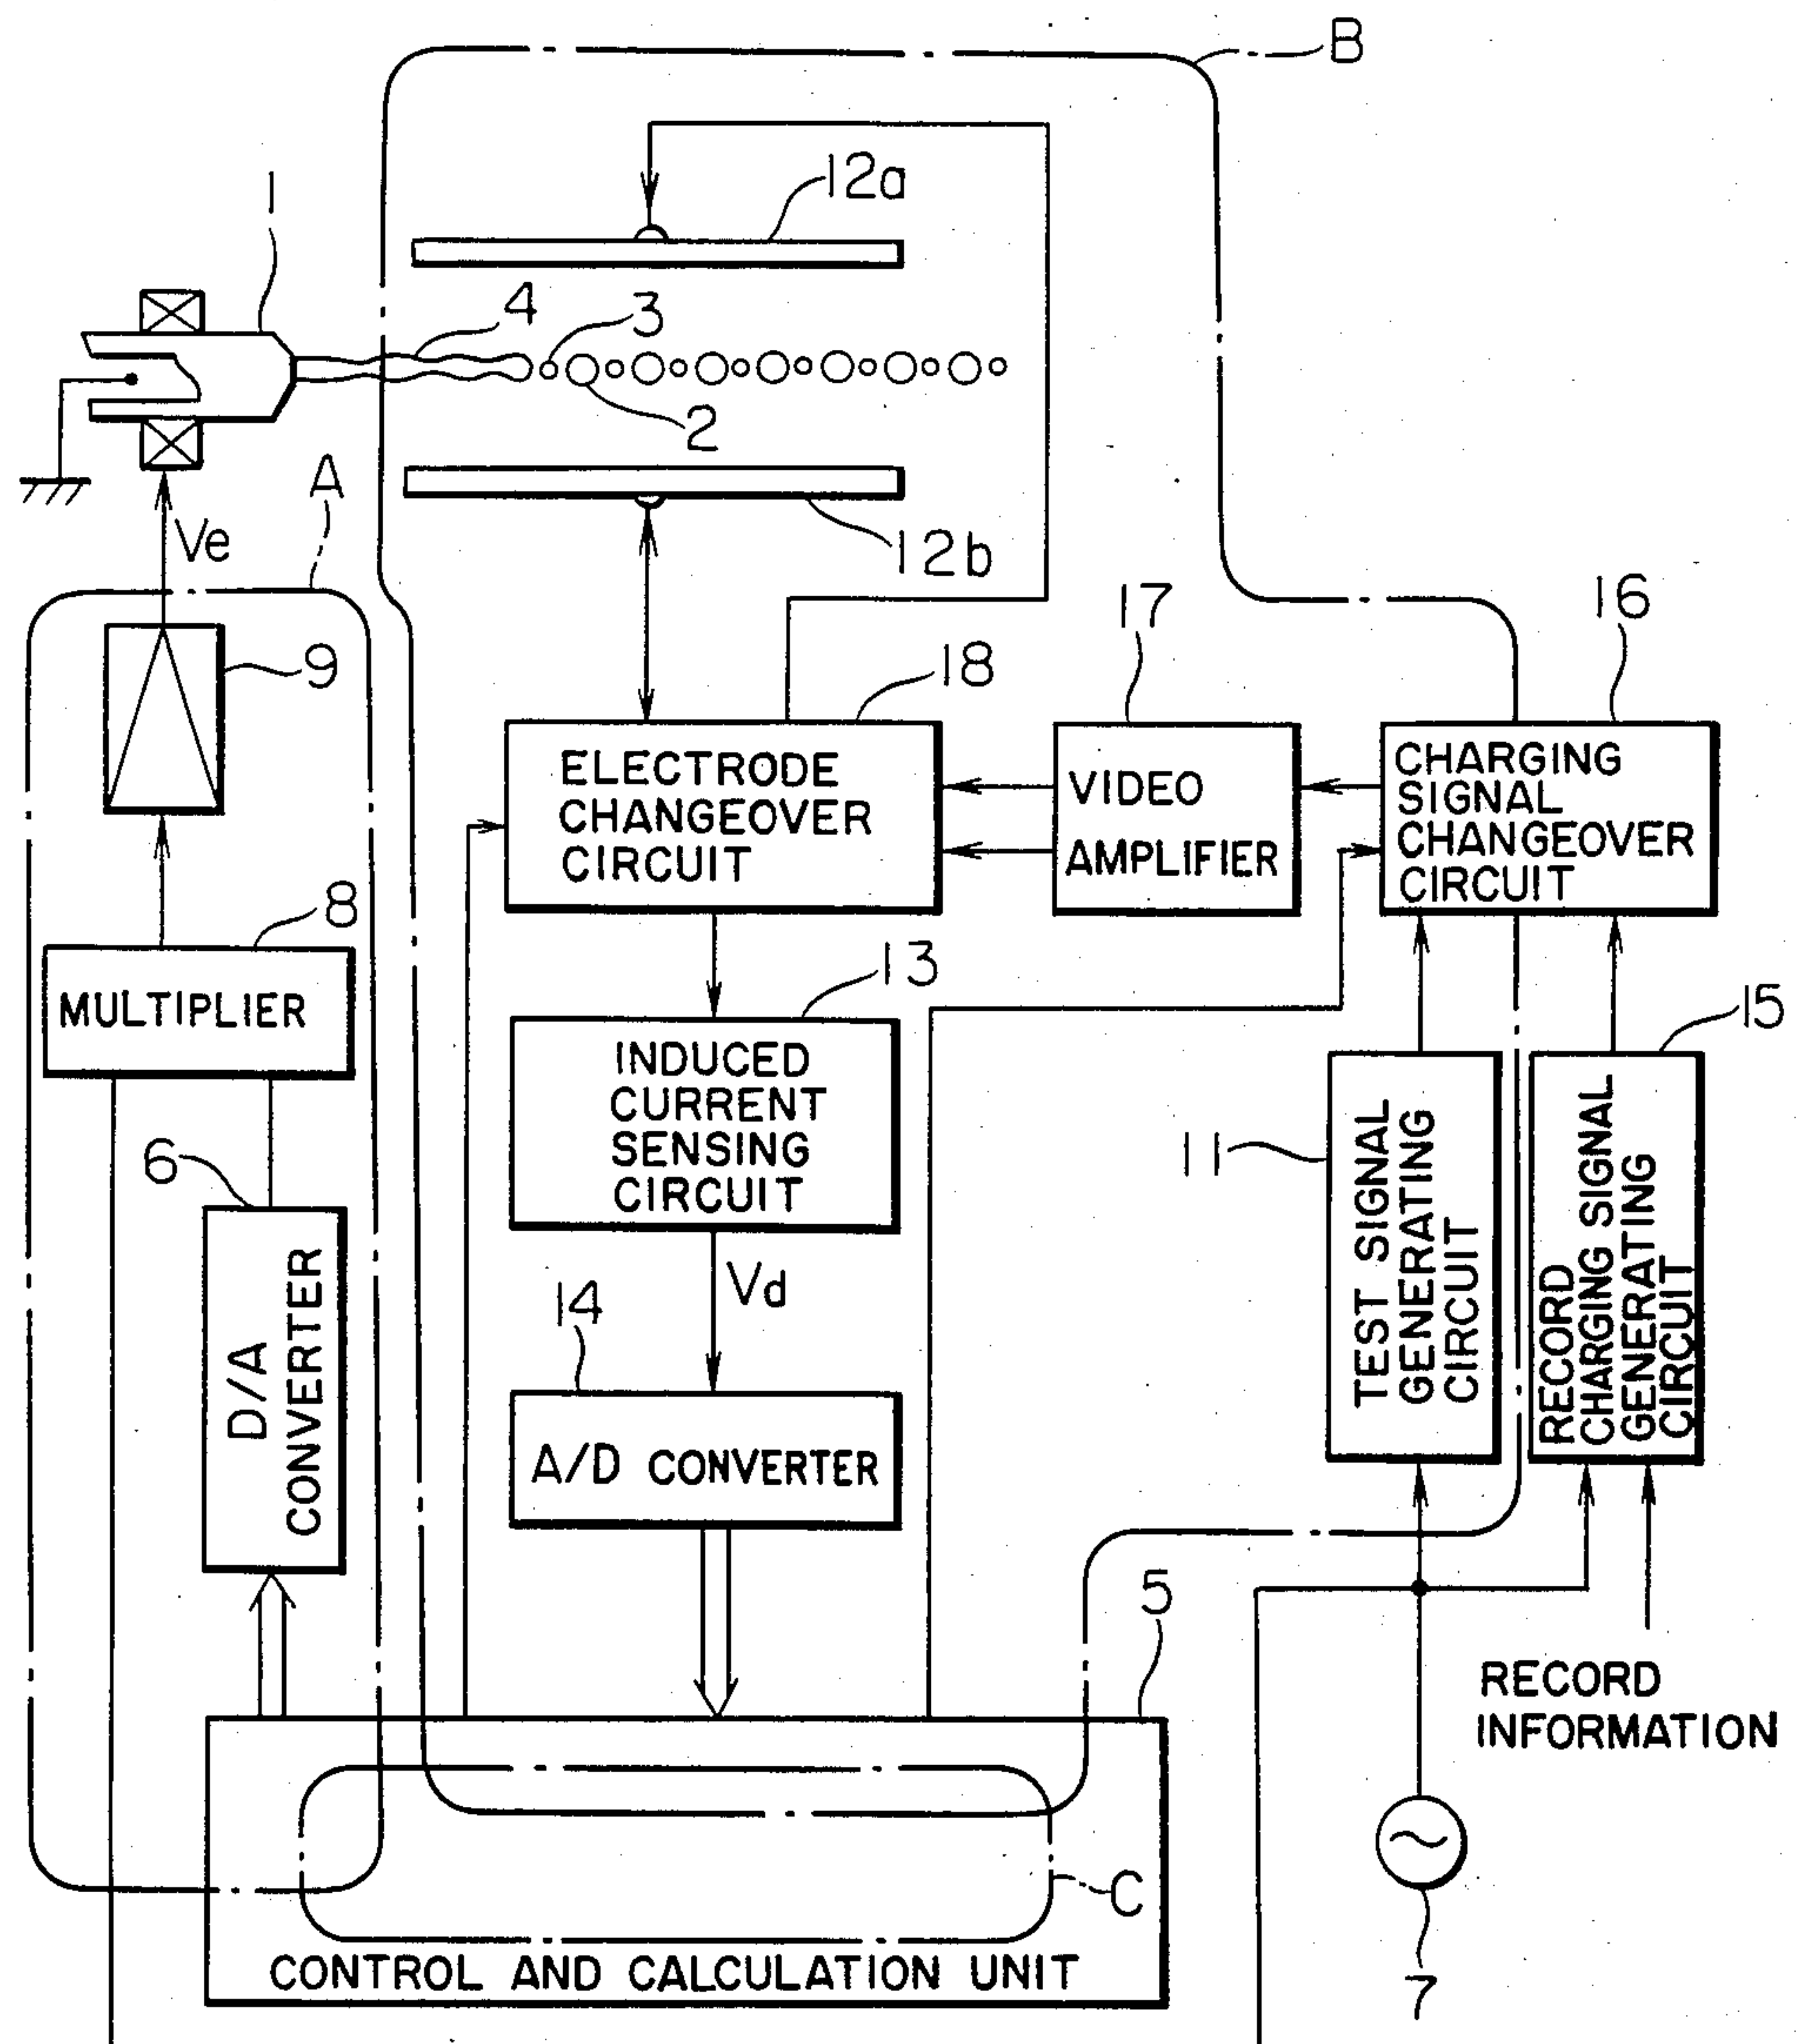 B
12a
1
4
3
2
A
Ve
12b
17
16
9
18
ELECTRODE
CHANGEOVER
CIRCUIT
VIDEO
AMPLIFIER
CHARGING
SIGNAL
CHANGEOVER
CIRCUIT
8
MULTIPLIER
13
15
INDUCED
CURRENT
SENSING
CIRCUIT
11
TEST SIGNAL
GENERATING
CIRCUIT
RECORD
CHARGING SIGNAL
GENERATING
CIRCUIT
6
D/A
CONVERTER
Vd
14
A/D CONVERTER
5
RECORD
INFORMATION
C
CONTROL AND CALCULATION UNIT
7